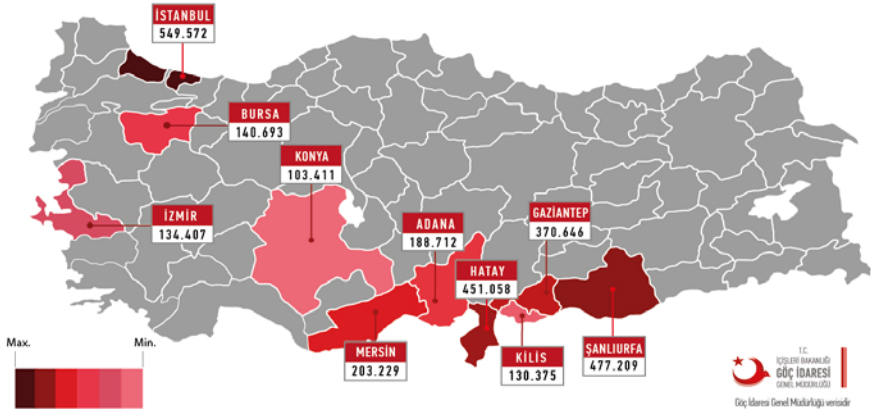 İSTANBUL
549.572
BURSA
140.693
KONYA
103.411
İZMİR
134.407
ADANA
188.712
GAZİANTEP
370.646
HATAY
451.058
MERSİN
203.229
KİLİS
130.375
ŞANLIURFA
477.209
Max.
Min.
T.C.
İÇİŞLERİ BAKANLIĞI
GÖÇ İDARESİ
GENEL MÜDÜRLÜĞÜ
Göç İdaresi Genel Müdürlüğü verisidir